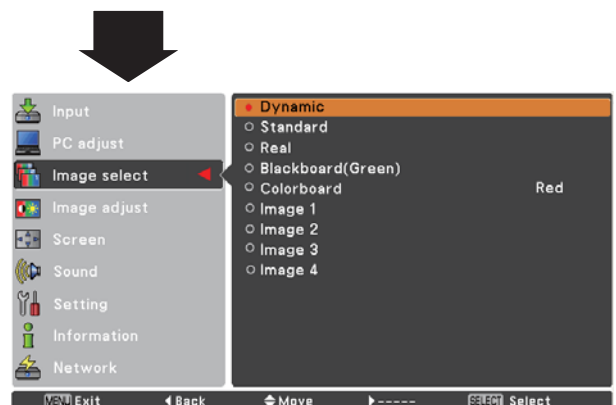 Input
PC adjust
Image select
Image adjust
Screen
Sound
Setting
Information
Network
Dynamic
Standard
Real
Blackboard(Green)
Colorboard Red
Image 1
Image 2
Image 3
Image 4
MENU Exit Back Move ----- SELECT Select